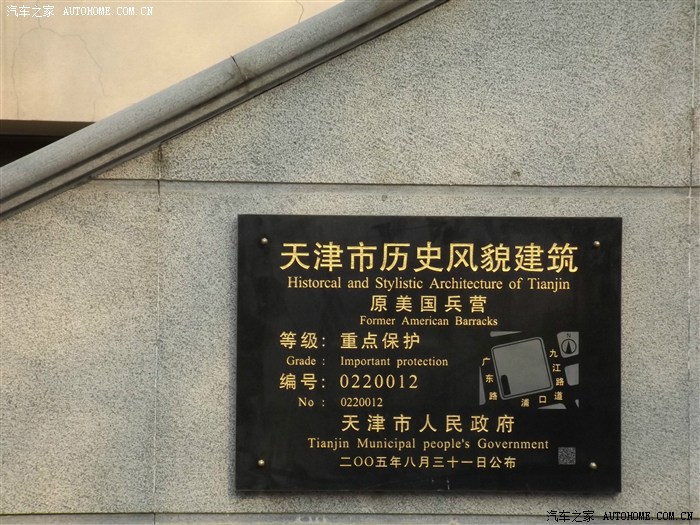 汽车之家 AUTOHOME.COM.CN
天津市历史风貌建筑
Historcal and Stylistic Architecture of Tianjin
原美国兵营
Former American Barracks
等级：重点保护
Grade : Important protection
编号：0220012
No : 0220012
广东路
九江路
浦口道
天津市人民政府
Tianjin Municipal people's Government
二〇〇五年八月三十一日公布
汽车之家 AUTOHOME.COM.CN